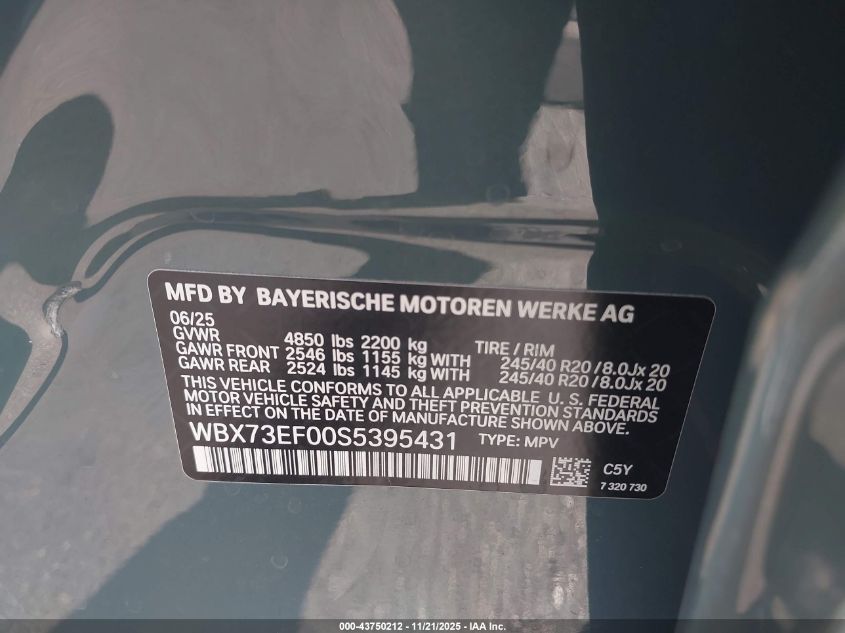 MFD BY BAYERISCHE MOTOREN WERKE AG
06/25
GVWR 4850 lbs 2200 kg TIRE / RIM
GAWR FRONT 2546 lbs 1155 kg WITH 245/40 R20 /8.0Jx 20
GAWR REAR 2524 lbs 1145 kg WITH 245/40 R20 /8.0Jx 20
THIS VEHICLE CONFORMS TO ALL APPLICABLE U. S. FEDERAL
MOTOR VEHICLE SAFETY AND THEFT PREVENTION STANDARDS
IN EFFECT ON THE DATE OF MANUFACTURE SHOWN ABOVE.
WBX73EF00S5395431 TYPE: MPV
C5Y
7 320 730
000-43750212 - 11/21/2025 - IAA Inc.